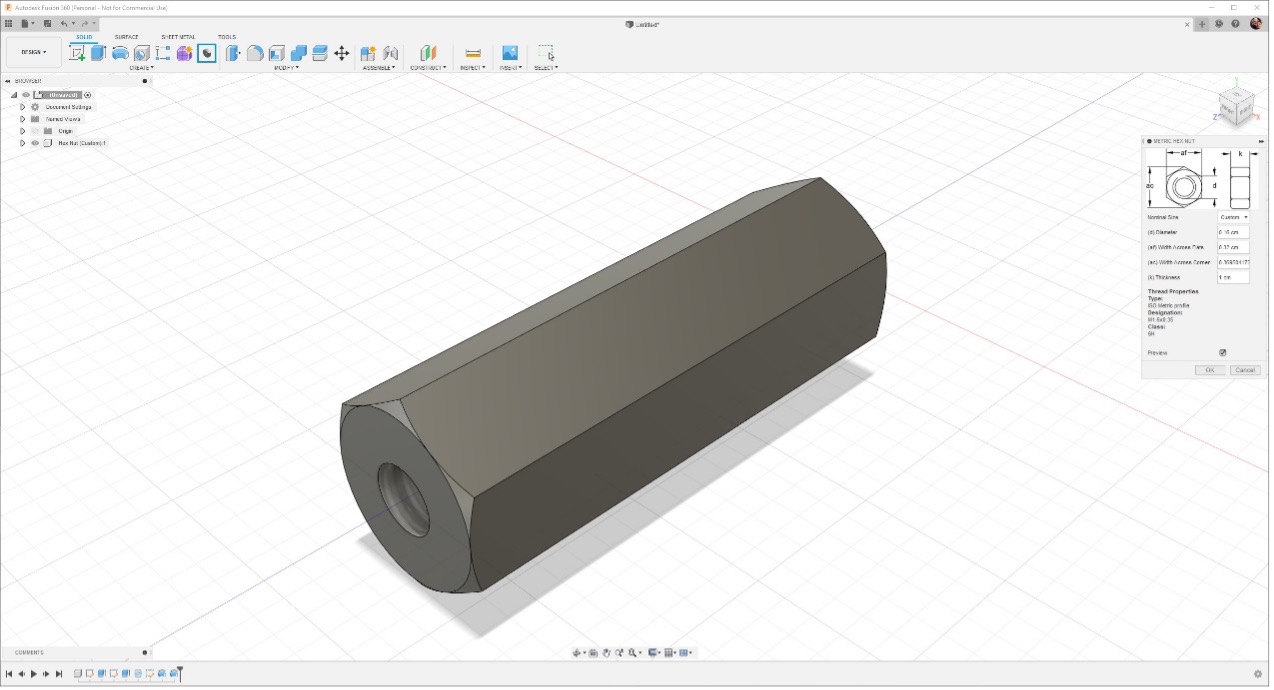 Autodesk Fusion 360 (Personal - Not for Commercial Use)
Untitled*
SOLID SURFACE SHEET METAL TOOLS
DESIGN
CREATE MODIFY ASSEMBLE CONSTRUCT INSPECT INSERT SELECT
BROWSER
(Unsaved)
Document Settings
Named Views
Origin
Hex Nut (Custom):1
Z
X
METRIC HEX NUT
af k
ac d
Nominal Size Custom
(d) Diameter 0.16 cm
(af) Width Across Flats 0.32 cm
(ac) Width Across Corner
(k) Thickness 1 cm
Thread Properties
Type:
ISO Metric profile
Designation:
M1.6x0.35
Class:
6H
Preview
OK Cancel
COMMENTS